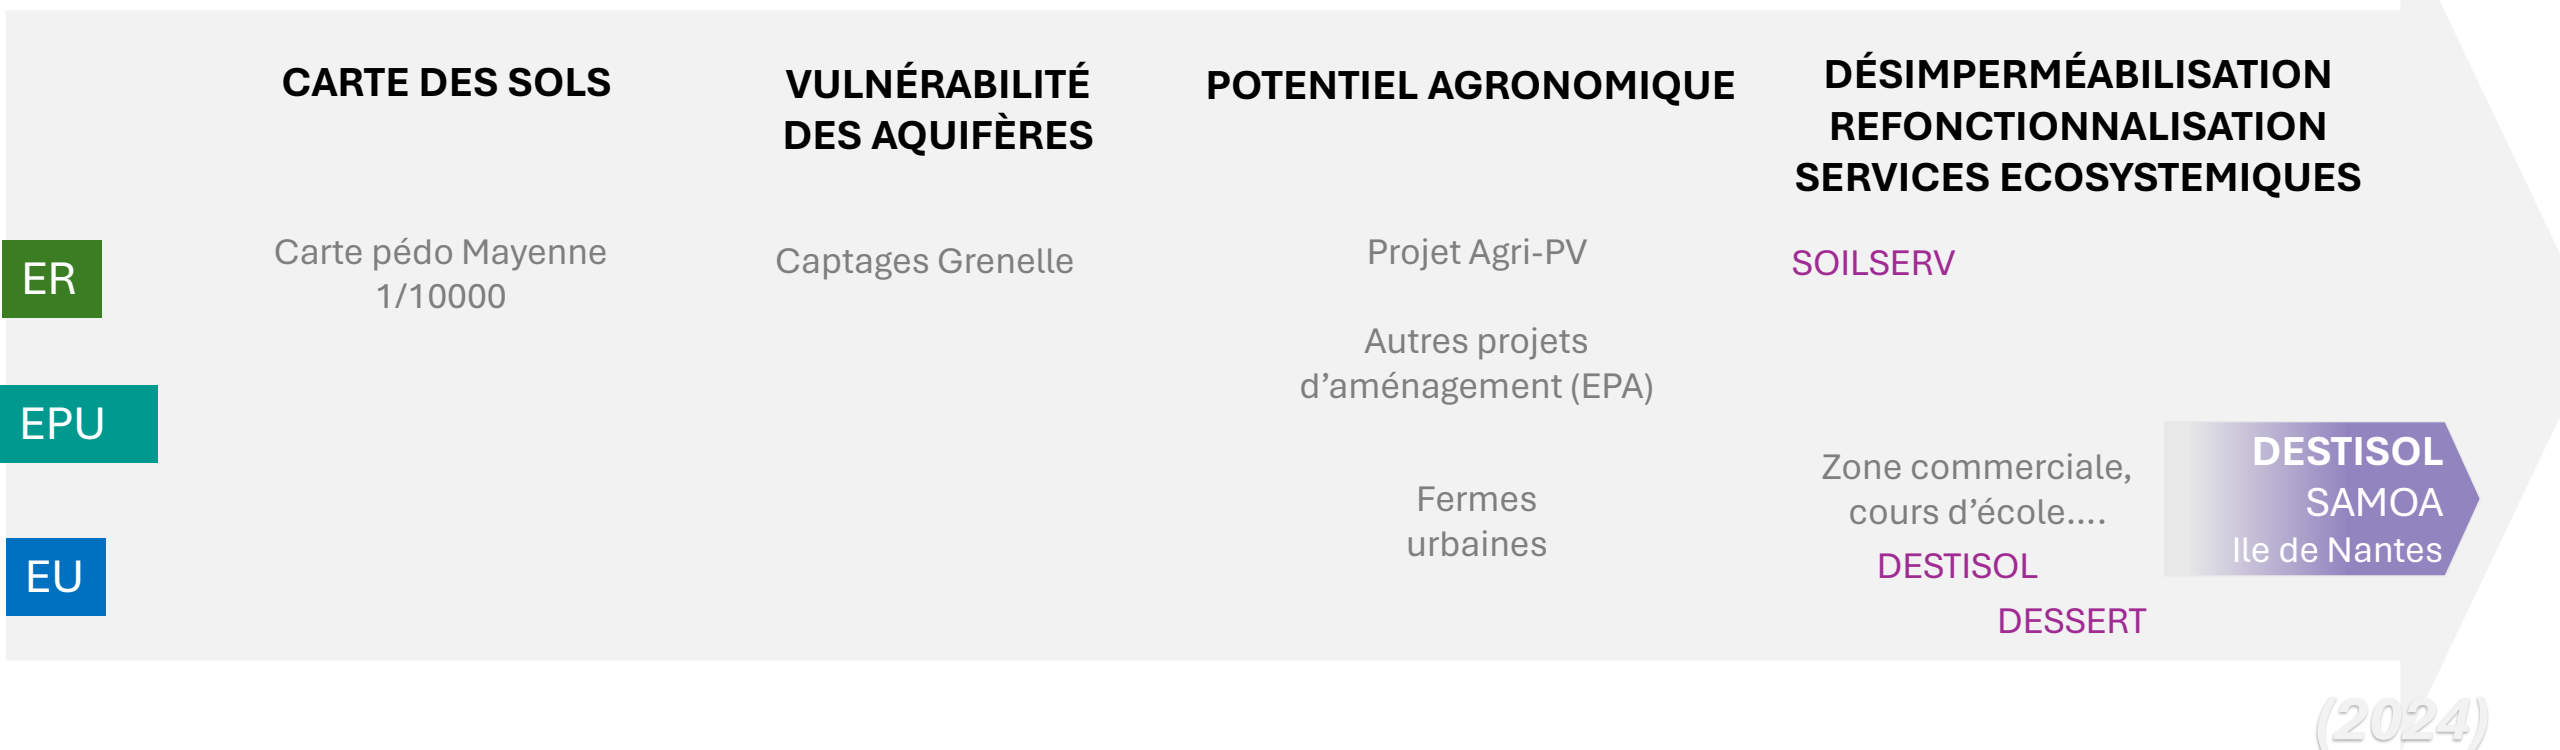 CARTE DES SOLS
VULNÉRABILITÉ
DES AQUIFÈRES
POTENTIEL AGRONOMIQUE
DÉSIMPERMÉABILISATION
REFONCTIONNALISATION
SERVICES ECOSYSTEMIQUES
ER
Carte pédo Mayenne
1/10000
Captages Grenelle
Projet Agri-PV
SOILSERV
Autres projets
d’aménagement (EPA)
EPU
Fermes
urbaines
Zone commerciale,
cours d’école....
DESTISOL
DESSERT
DESTISOL
SAMOA
Ile de Nantes
EU
(2024)